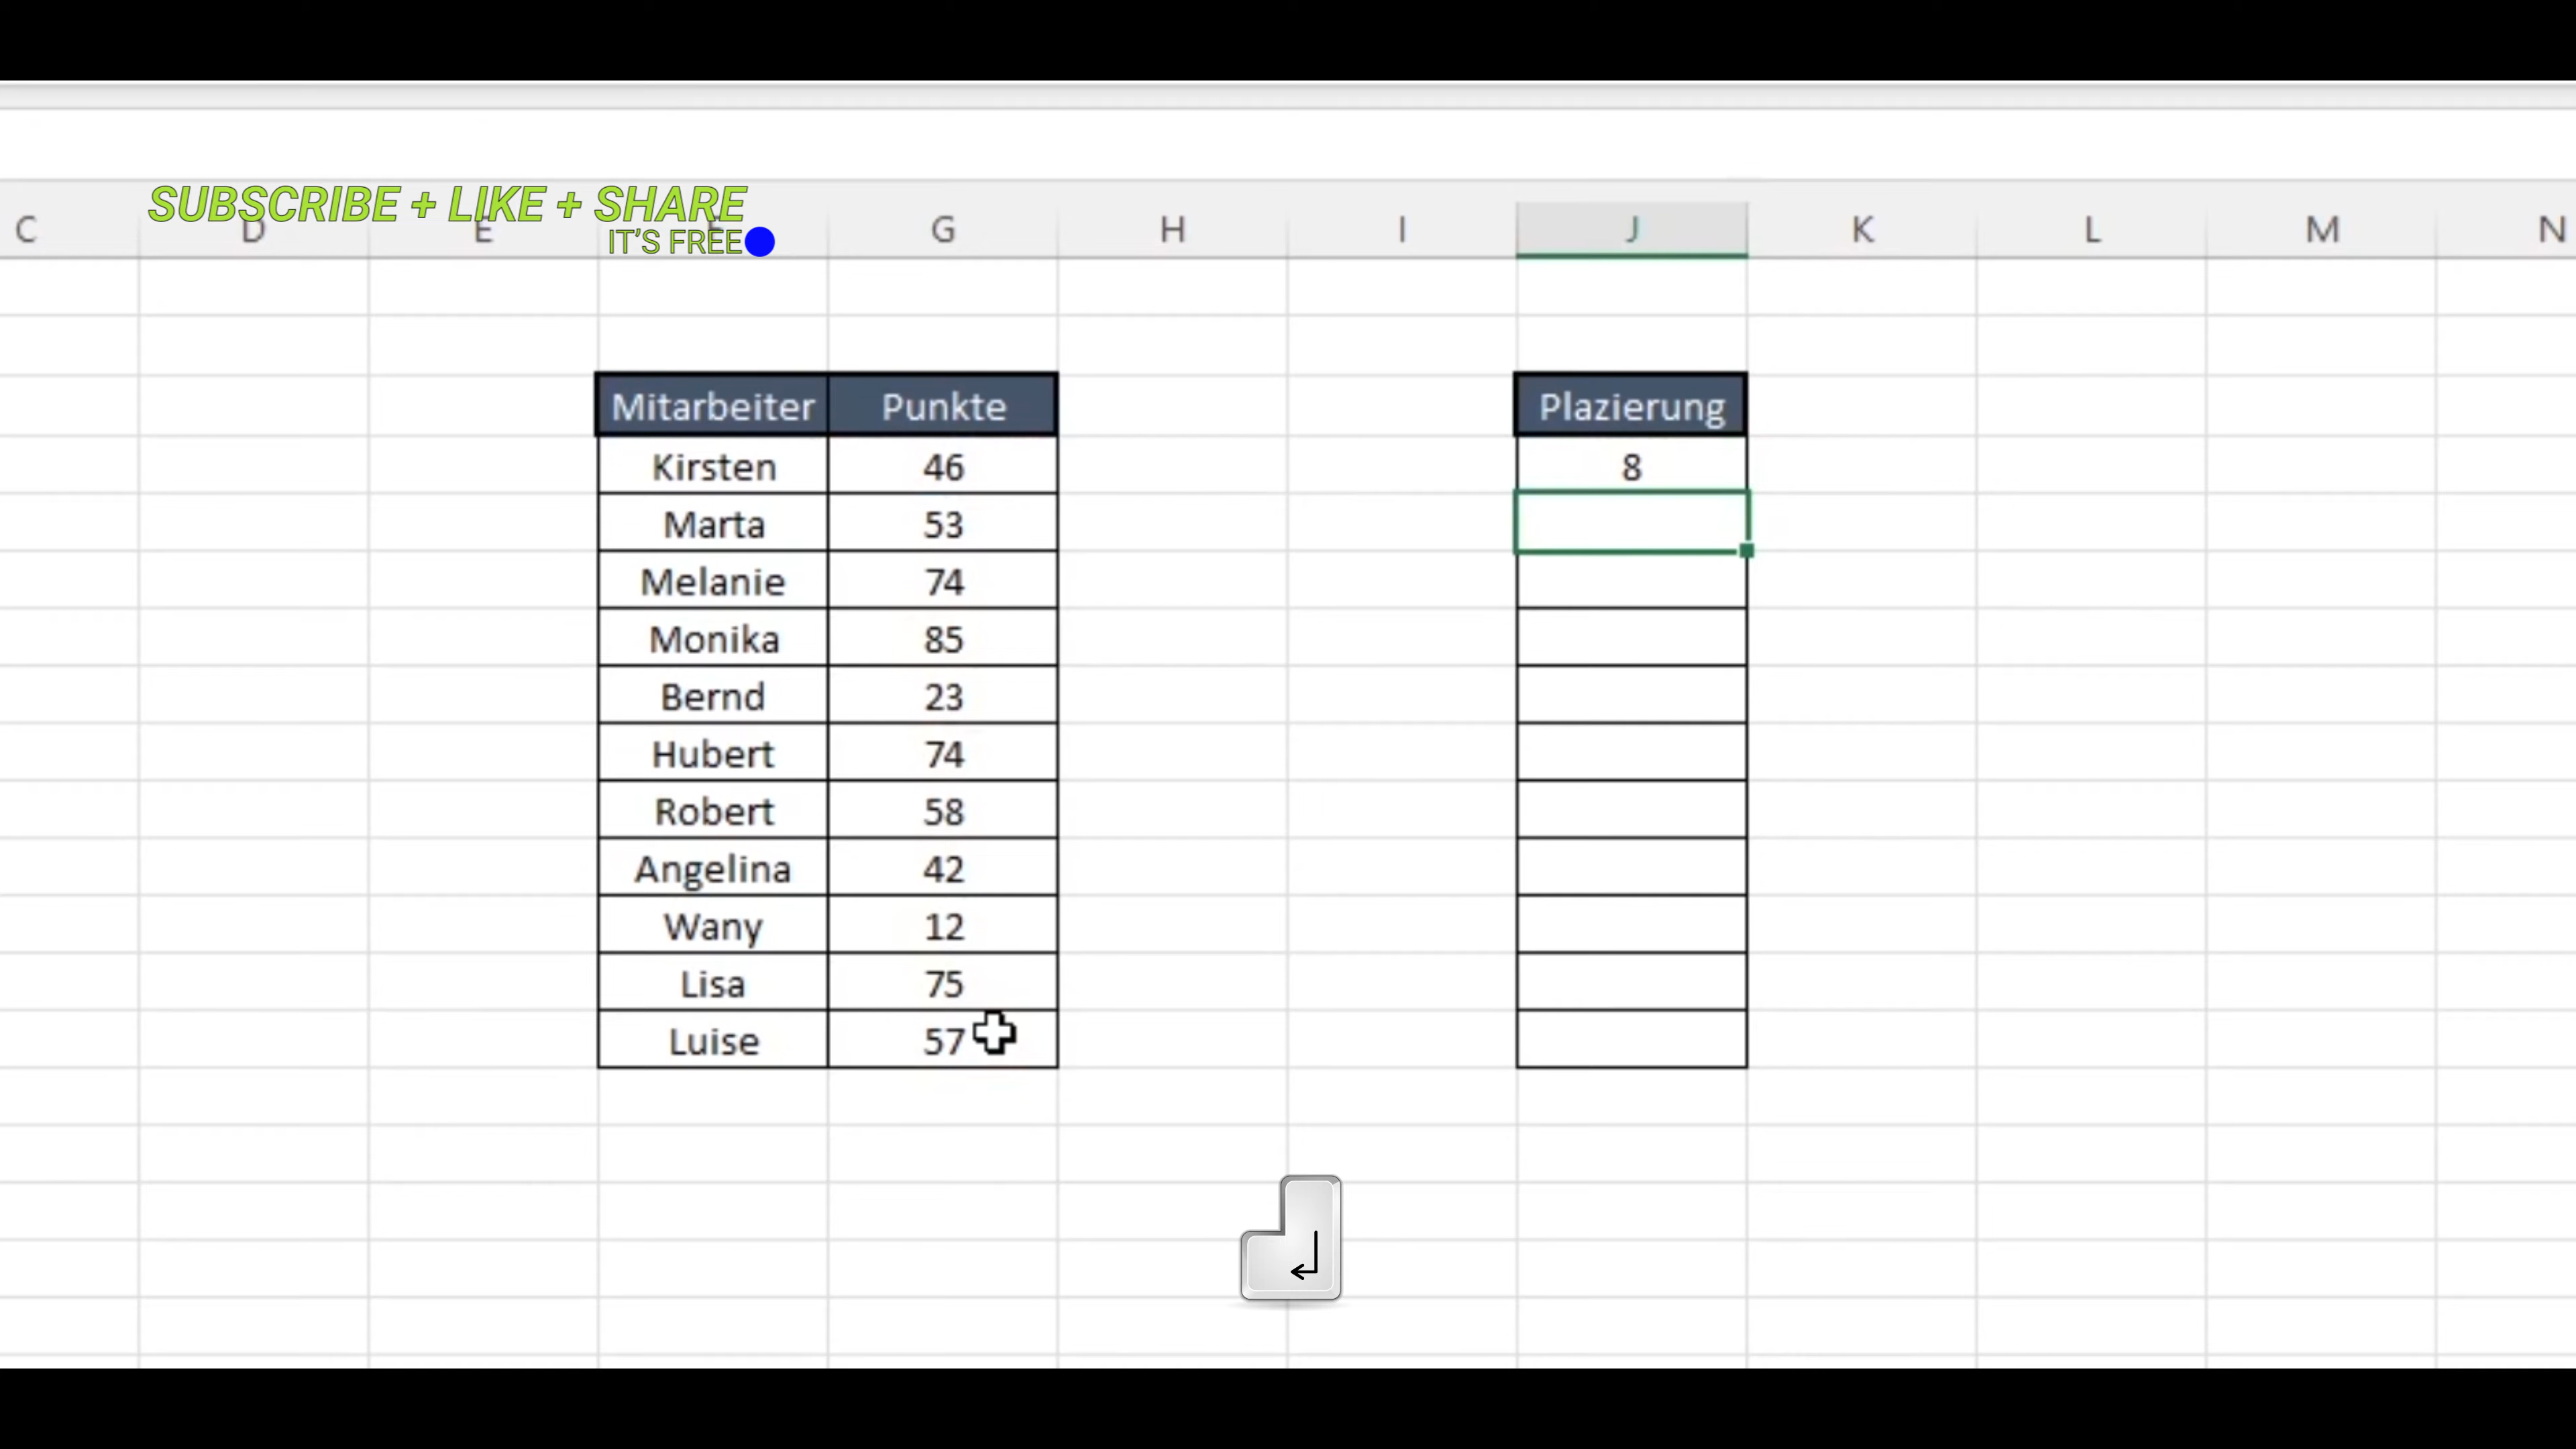 SUBSCRIBE + LIKE + SHARE
IT'S FREE
C D E F G H I J K L M N
Mitarbeiter Punkte Plazierung
Kirsten 46 8
Marta 53
Melanie 74
Monika 85
Bernd 23
Hubert 74
Robert 58
Angelina 42
Wany 12
Lisa 75
Luise 57